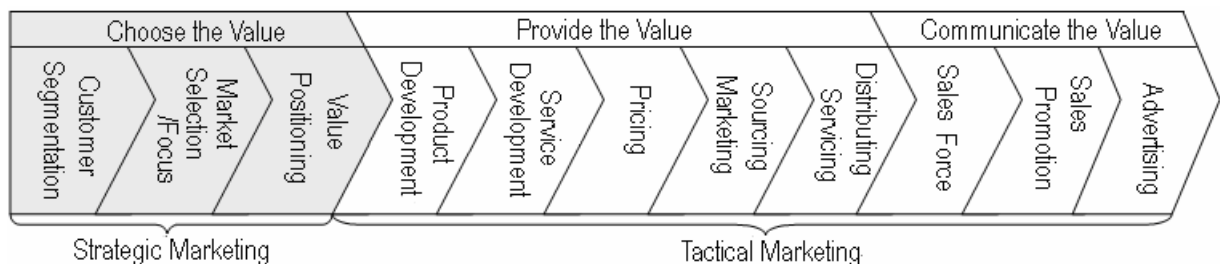 Choose the Value
Provide the Value
Communicate the Value
Customer
Segmentation
Market
Selection
/Focus
Value
Positioning
Product
Development
Service
Development
Pricing
Sourcing
Marketing
Distributing
Servicing
Sales Force
Sales
Promotion
Advertising
Strategic Marketing
Tactical Marketing